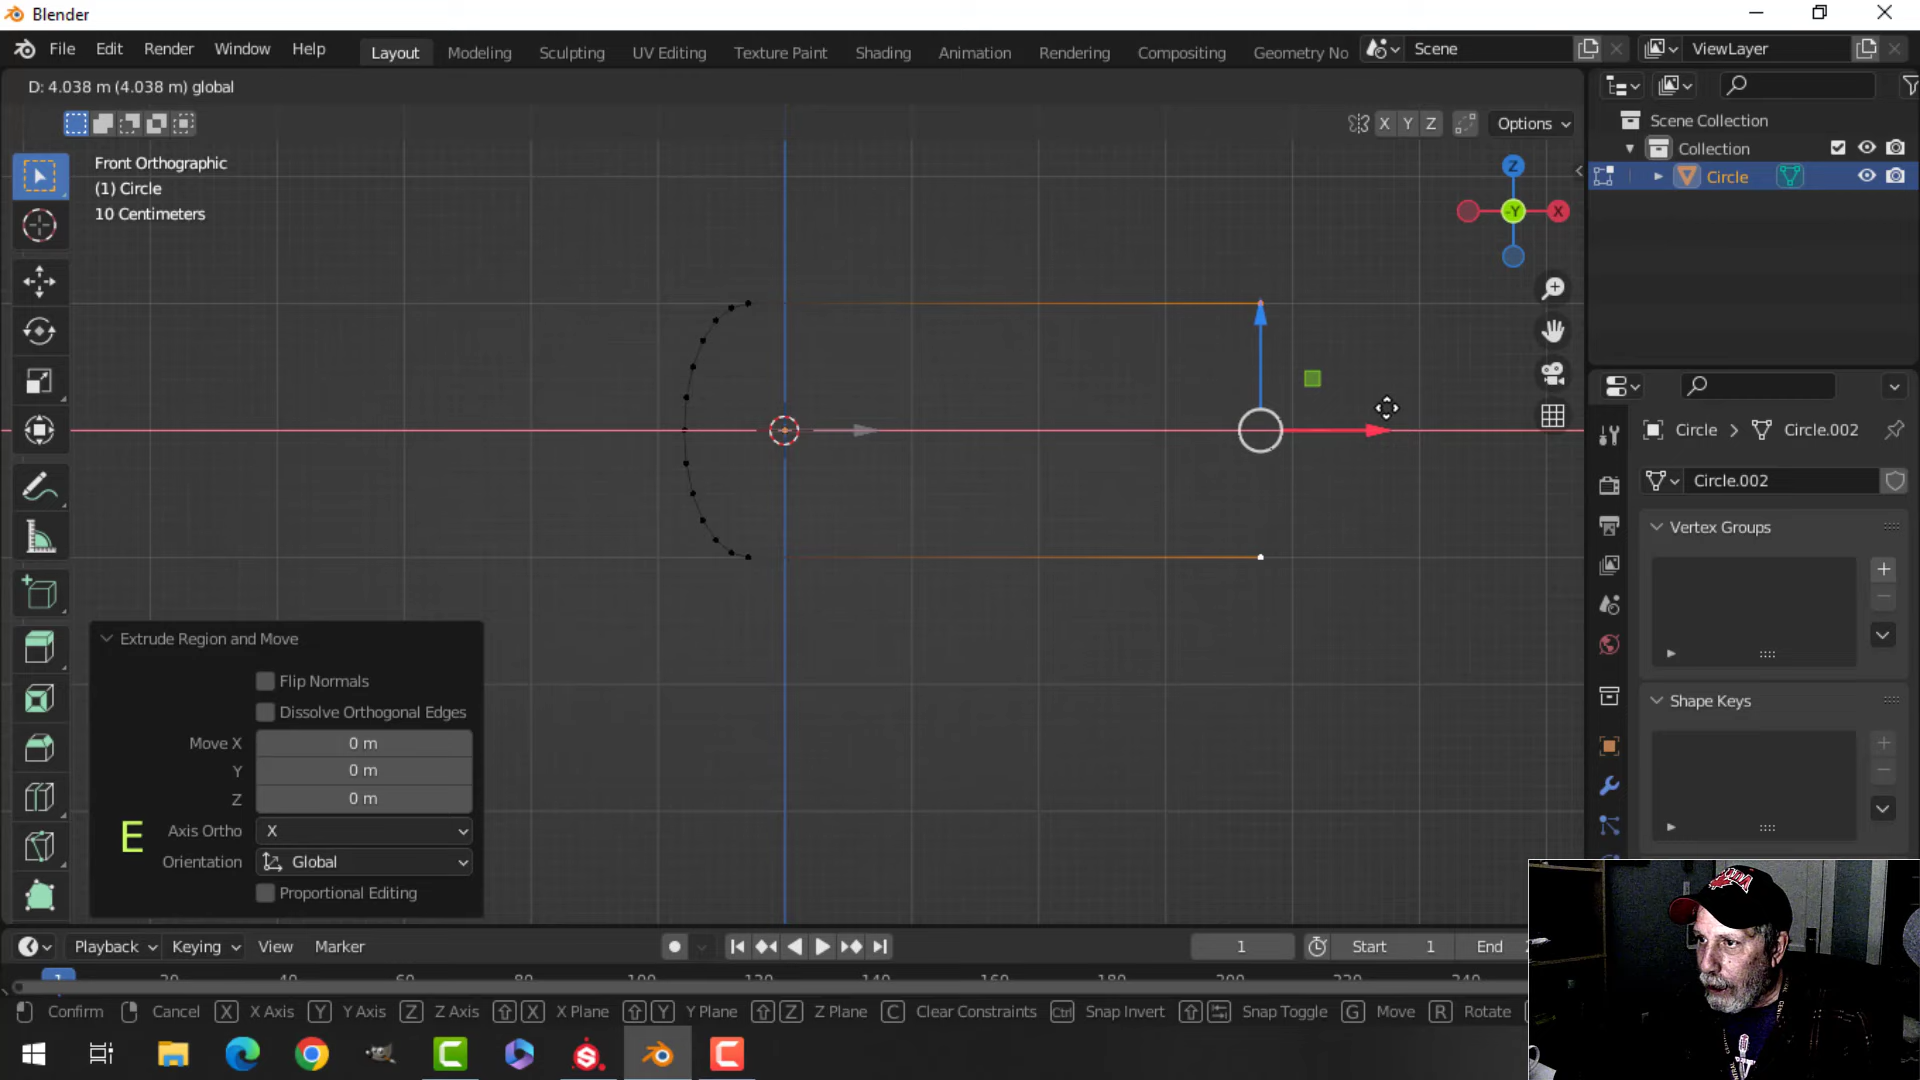 Blender
File Edit Render Window Help Layout Modeling Sculpting UV Editing Texture Paint Shading Animation Rendering Compositing Geometry No Scene ViewLayer
D: 4.038 m (4.038 m) global
X Y Z Options
Front Orthographic
(1) Circle
10 Centimeters
Z
-Y X
Scene Collection
Collection
Circle
Circle > Circle.002
Circle.002
Vertex Groups
Shape Keys
Extrude Region and Move
Flip Normals
Dissolve Orthogonal Edges
Move X 0 m
Y 0 m
Z 0 m
Axis Ortho X
E
Orientation Global
Proportional Editing
Playback Keying View Marker 1 Start 1 End
1
Confirm Cancel X X Axis Y Y Axis Z Z Axis X X Plane Y Y Plane Z Z Plane C Clear Constraints Ctrl Snap Invert Snap Toggle G Move R Rotate